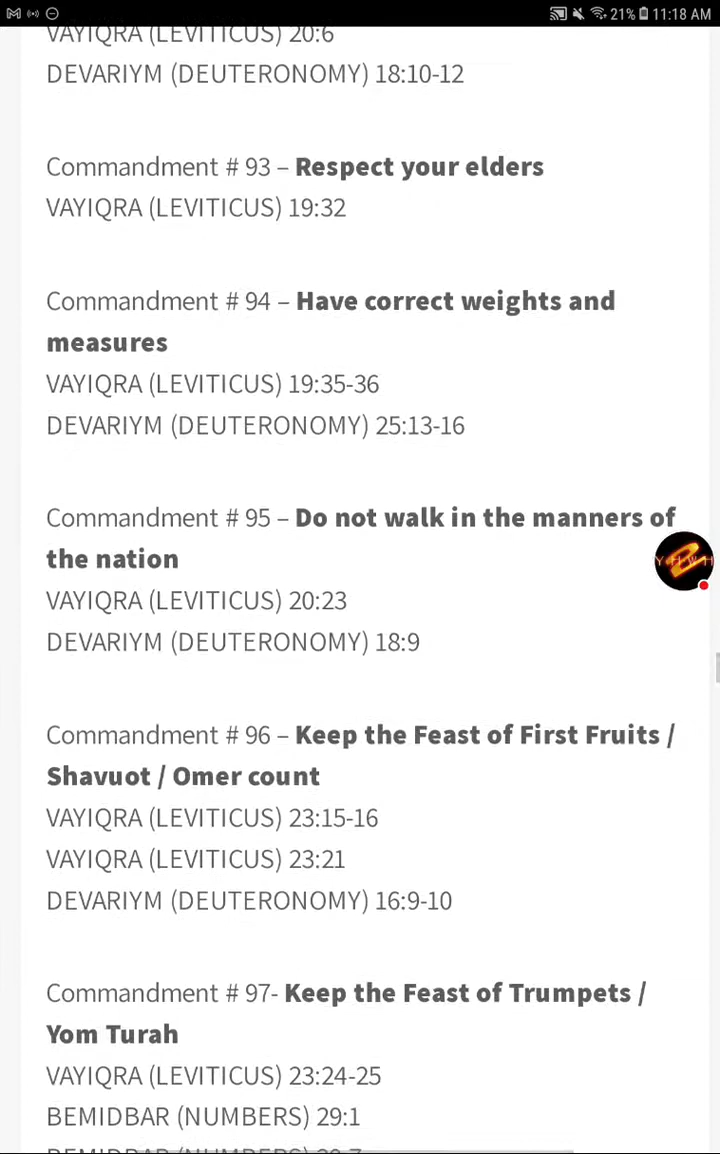 21% 11:18 AM
VAYIQRA (LEVITICUS) 20:6
DEVARIYM (DEUTERONOMY) 18:10-12
Commandment # 93 – Respect your elders
VAYIQRA (LEVITICUS) 19:32
Commandment # 94 – Have correct weights and
measures
VAYIQRA (LEVITICUS) 19:35-36
DEVARIYM (DEUTERONOMY) 25:13-16
Commandment # 95 – Do not walk in the manners of
the nation
VAYIQRA (LEVITICUS) 20:23
DEVARIYM (DEUTERONOMY) 18:9
YHWH
Commandment # 96 – Keep the Feast of First Fruits /
Shavuot / Omer count
VAYIQRA (LEVITICUS) 23:15-16
VAYIQRA (LEVITICUS) 23:21
DEVARIYM (DEUTERONOMY) 16:9-10
Commandment # 97- Keep the Feast of Trumpets /
Yom Turah
VAYIQRA (LEVITICUS) 23:24-25
BEMIDBAR (NUMBERS) 29:1
BEMIDBAR (NUMBERS)